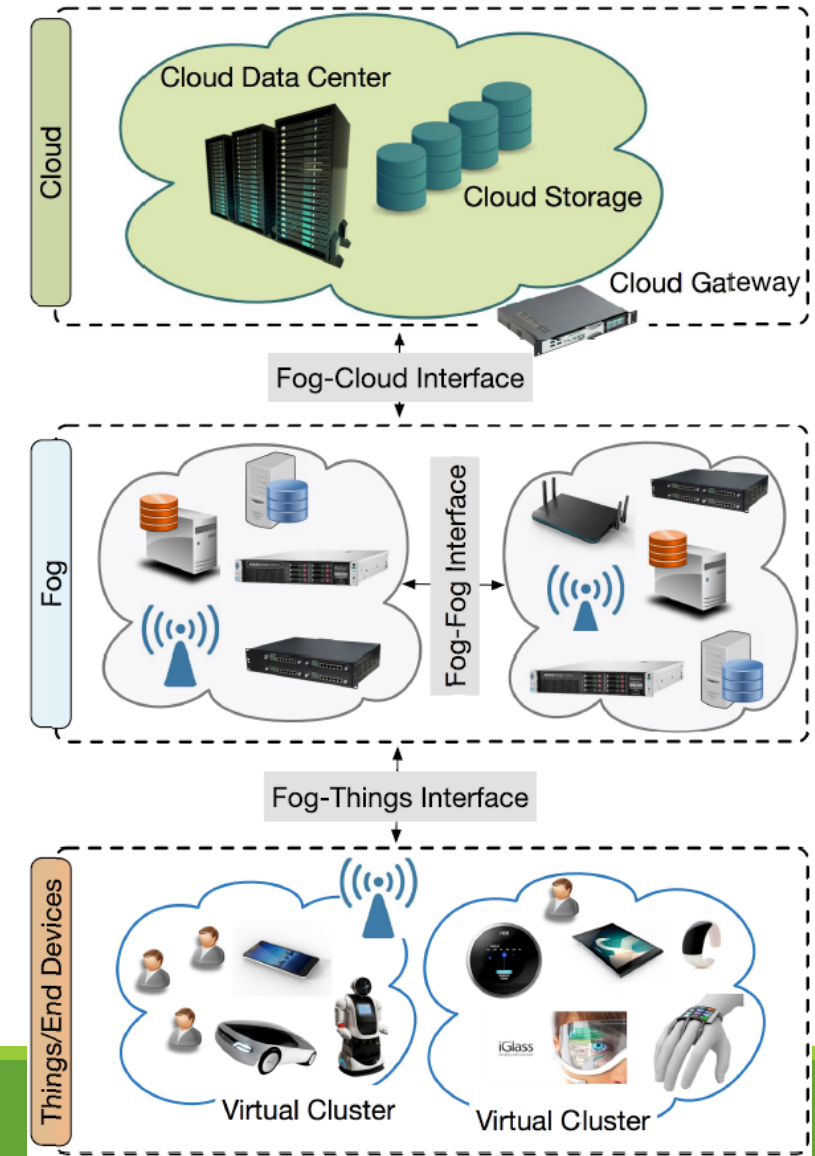 Cloud
Cloud Data Center
Cloud Storage
Cloud Gateway
Fog-Cloud Interface
Fog
Fog-Fog Interface
Fog-Things Interface
Things/End Devices
nest
iGlass
Virtual Cluster
Virtual Cluster